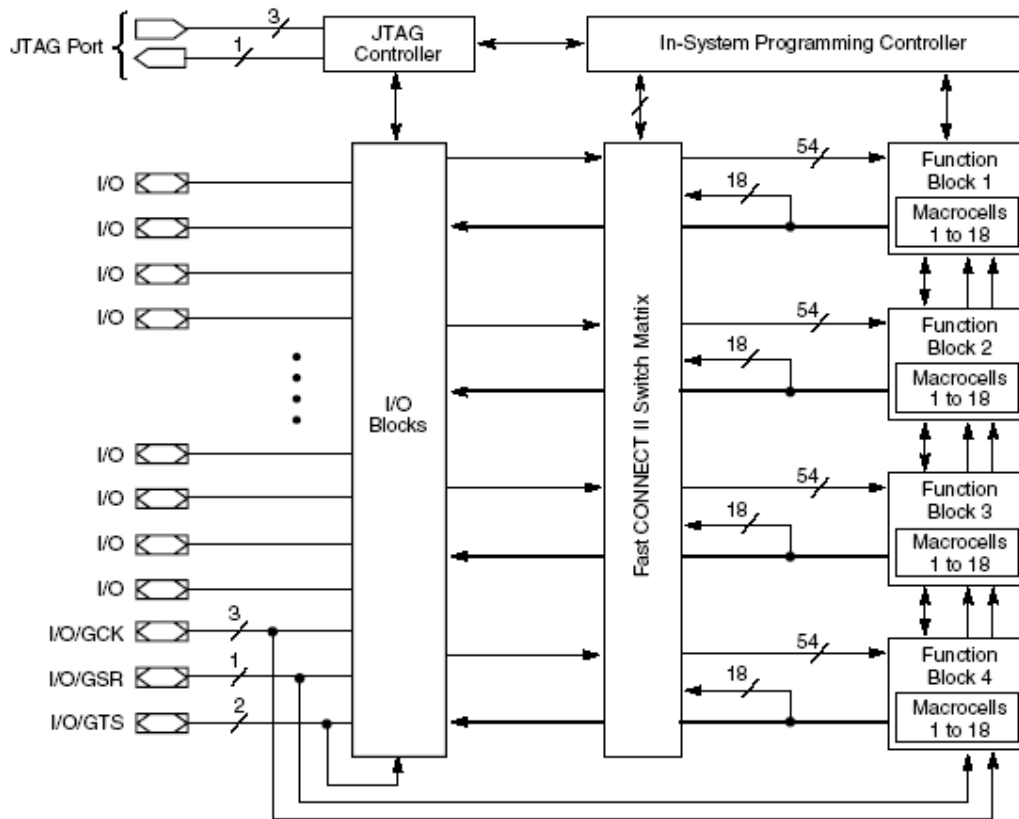 JTAG Port
3
1
JTAG
Controller
In-System Programming Controller
I/O
I/O
I/O
I/O
I/O
I/O
I/O
I/O
I/O/GCK
3
I/O/GSR
1
I/O/GTS
2
I/O
Blocks
Fast CONNECT II Switch Matrix
54
18
Function
Block 1
Macrocells
1 to 18
54
18
Function
Block 2
Macrocells
1 to 18
54
18
Function
Block 3
Macrocells
1 to 18
54
18
Function
Block 4
Macrocells
1 to 18